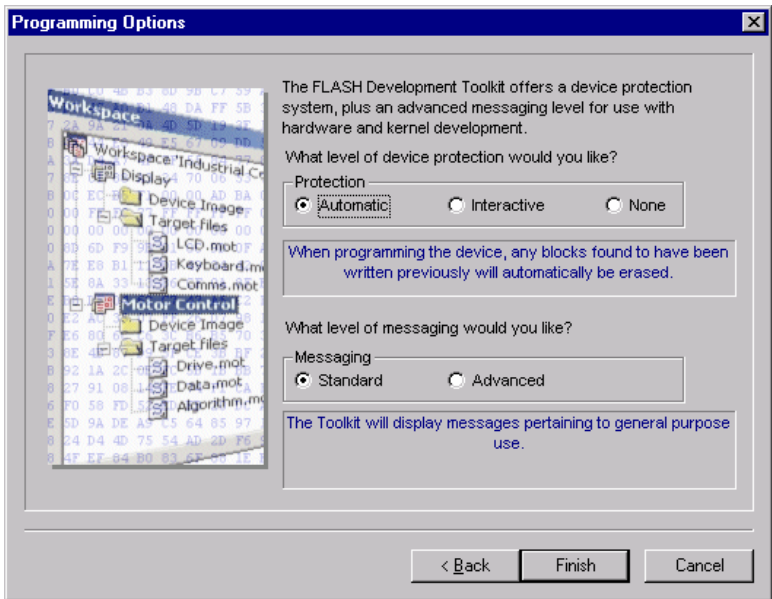 Programming Options
The FLASH Development Toolkit offers a device protection
system, plus an advanced messaging level for use with
hardware and kernel development.
What level of device protection would you like?
Protection
Automatic
Interactive
None
When programming the device, any blocks found to have been
written previously will automatically be erased.
What level of messaging would you like?
Messaging
Standard
Advanced
The Toolkit will display messages pertaining to general purpose
use.
Workspace
Workspace 'Industrial
Display
Device Image
Target files
LCD.mot
Keyboard.m
Comms.mot
Motor Control
Device Image
Target files
Drive.mot
Data.mot
Algorithm.m
< Back
Finish
Cancel